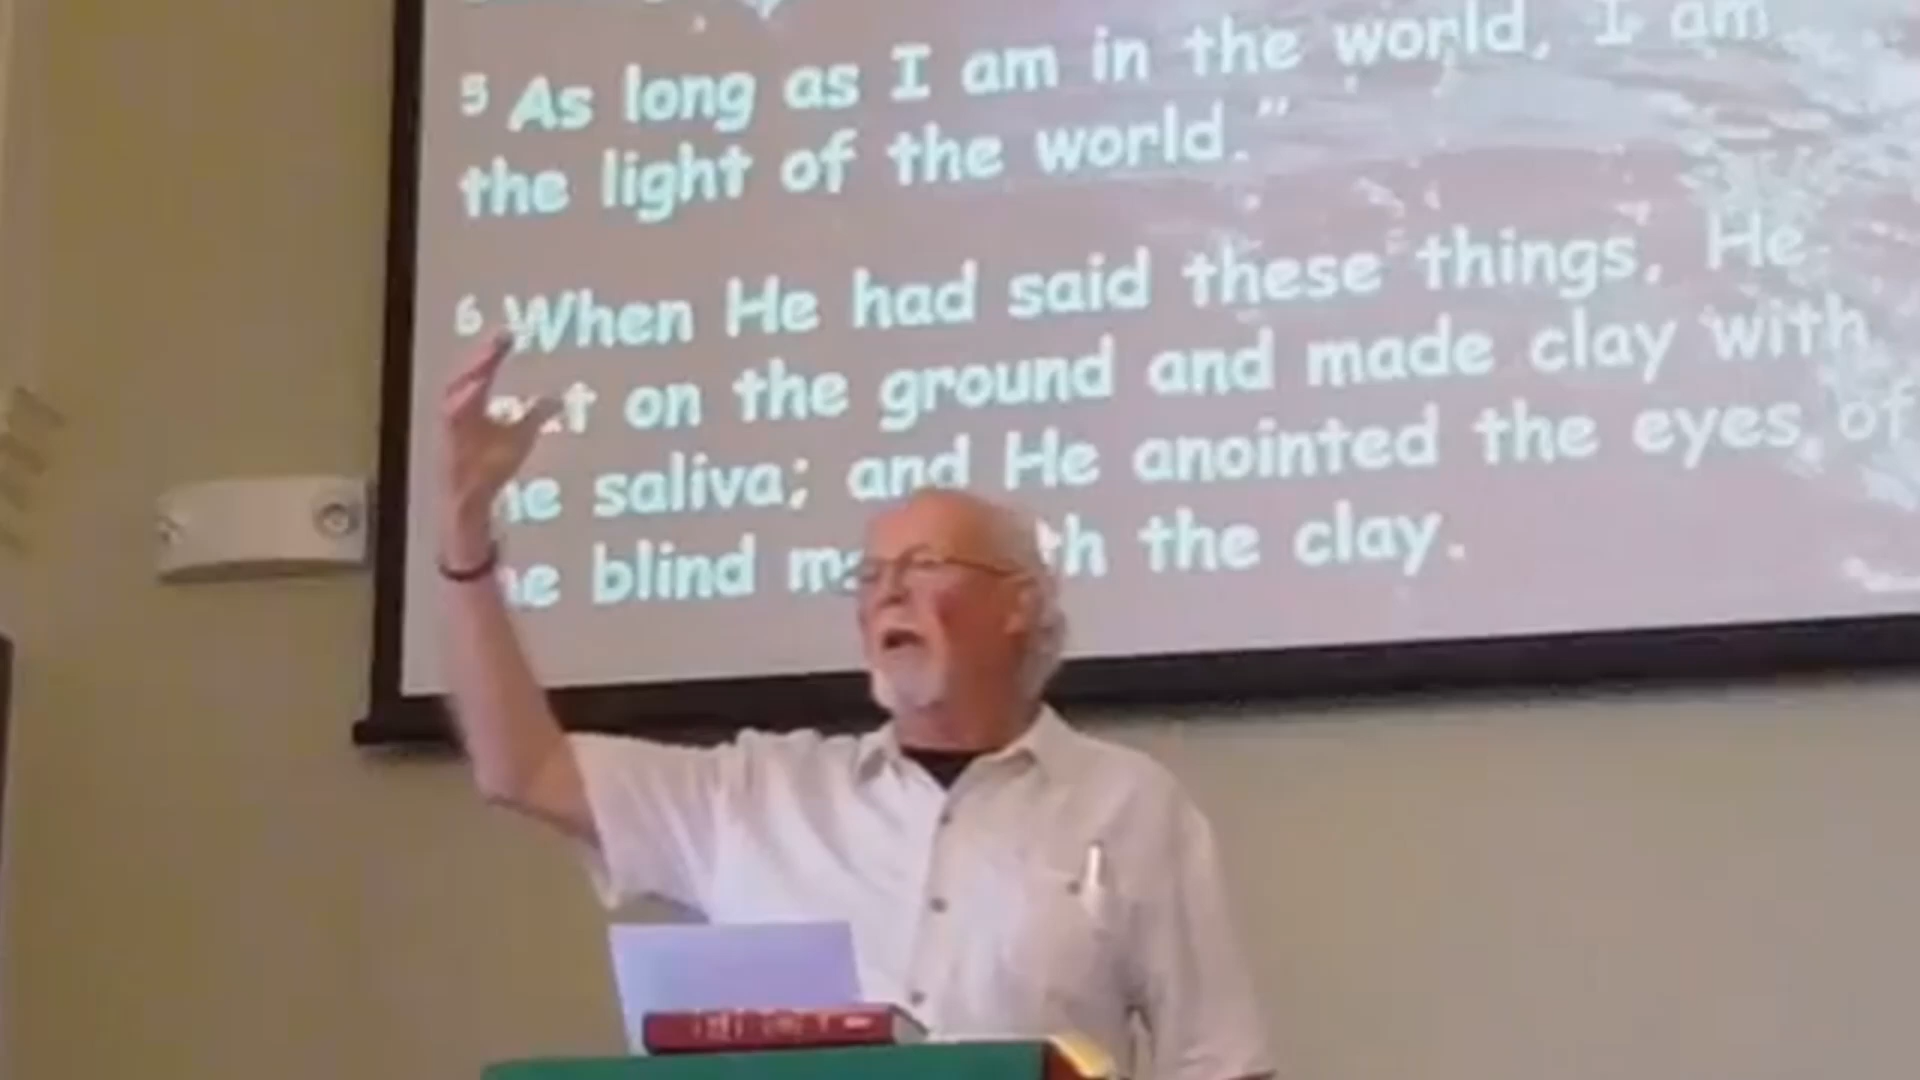 5 As long as I am in the world, I am
the light of the world."
6 When He had said these things, He
on the ground and made clay with
saliva; and He anointed the eyes of
blind the clay.